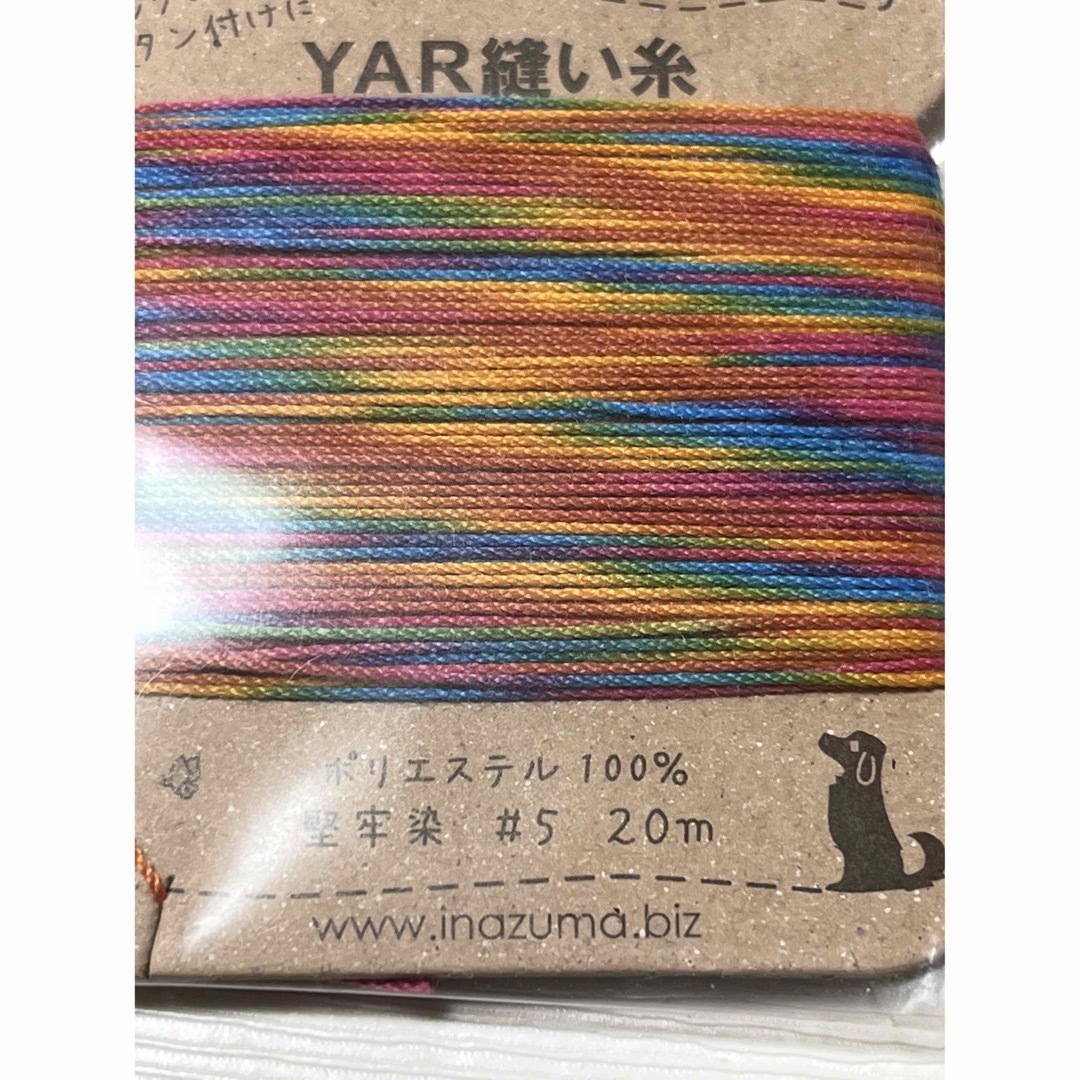 タン付けに
YAR縫い糸
ポリエステル 100%
堅牢染 #5 20m
www.inazuma.biz